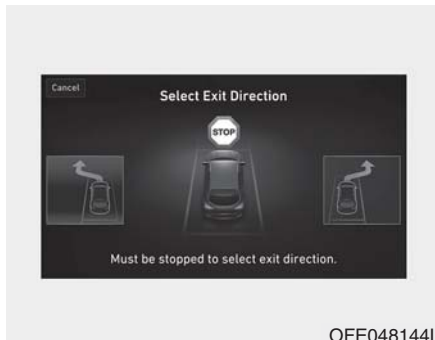 Cancel
Select Exit Direction
STOP
Must be stopped to select exit direction.
OFE048144L